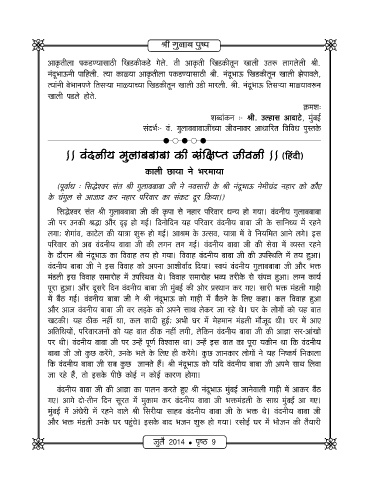 श्री गुलाब पुष्प
आकृतीला पकडण्यासाठी खिडकीकडे गेले. ती आकृती खिडकीतून खाली उतरू लागलेली श्री.
नंदूभाऊंनी पाहिली. त्या काळ्या आकृतीला पकडण्यासाठी श्री. नंदूभाऊ खिडकीतून खाली झेपावले,
त्यांनी बेभानपणे तिसऱ्या माळ्याच्या खिडकीतून खाली उडी मारली. श्री. नंदूभाऊ तिसऱ्या माळ्यावरून
खाली पडले होते.
क्रमशः
शब्दांकन :- श्री. उल्हास आबाटे, मुंबई
संदर्भः- वं. गुलाबबाबाजींच्या जीवनावर आधारित विविध पुस्तके
।। वंदनीय गुलाबबाबा की संक्षिप्त जीवनी ।। (हिंदी)
काली छाया ने भरमाया
(पूर्वाध : सिद्धेश्वर संत श्री गुलाबबाबा जी ने नवसारी के श्री नंदूभाऊ नेभीचंद नहार को कौए
के चंगुल से आजाद कर नहार परिवार का संकट दूर किया।)
सिद्धेश्वर संत श्री गुलाबबाबा जी की कृपा से नहार परिवार धन्य हो गया। वंदनीय गुलाबबाबा
जी पर उनकी श्रद्धा और दृढ़ हो गई। दिनोदिन यह परिवार वंदनीय बाबा जी के सानिध्य में रहने
लगा: शेगांव, काटेल की यात्रा शुरू हो गई। आश्रम के उत्सव, यात्रा में वे नियमित आने लगे। इस
परिवार को अब वंदनीय बाबा जी की लगन लग गई। वंदनीय बाबा जी की सेवा में व्यस्त रहने
के दौरान श्री नंदूभाऊ का विवाह तय हो गया। विवाह वंदनीय बाबा जी की उपस्थिति में तय हुआ।
वंदनीय बाबा जी ने इस विवाह को अपना आशीर्वाद दिया। स्वयं वंदनीय गुलाबबाबा जी और भक्त
मंडली इस विवाह समारोह में उपस्थित थे। विवाह समारोह भव्य तरीके से संपन्न हुआ। लग्न कार्य
पूरा हुआ। और दूसरे दिन वंदनीय बाबा जी मुंबई की ओर प्रस्थान कर गए। सारी भक्त मंडली गाड़ी
में बैठ गई। वंदनीय बाबा जी ने श्री नंदूभाऊ को गाड़ी में बैठने के लिए कहा। कल विवाह हुआ
और आज वंदनीय बाबा जी वर लड़के को अपने साथ लेकर जा रहे थे। घर के लोगों को यह बात
खटकी। यह ठीक नहीं था, कल शादी हुई: अभी घर में मेहमान मंडली मौजूद थी। घर में आए
अतिथियों, परिवारजनों को यह बात ठीक नहीं लगी, लेकिन वंदनीय बाबा जी की आज्ञा सर-आंखों
पर थी। वंदनीय बाबा जी पर उन्हें पूर्ण विश्वास था। उन्हें इस बात का पूरा यकीन था कि वंदनीय
बाबा जी जो कुछ करेंगे, उनके भले के लिए ही करेंगे। कुछ जानकार लोगों ने यह निष्कर्ष निकाला
कि वंदनीय बाबा जी सब कुछ जानते हैं। श्री नंदूभाऊ को यदि वंदनीय बाबा जी अपने साथ लिवा
जा रहे हैं, तो इसके पीछे कोई न कोई कारण होगा।
वंदनीय बाबा जी की आज्ञा का पालन करते हुए श्री नंदूभाऊ मुंबई जानेवाली गाड़ी में आकर बैठ
गए। आगे दो-तीन दिन सूरत में मुकाम कर वंदनीय बाबा जी भक्तमंडली के साथ मुंबई आ गए।
मुंबई में अंधेरी में रहने वाले श्री सिरीया साहब वंदनीय बाबा जी के भक्त थे। वंदनीय बाबा जी
और भक्त मंडली उनके घर पहुंचे। इसके बाद भजन शुरू हो गया। रसोई घर में भोजन की तैयारी
जुलै 2014 • पृष्ठ 9